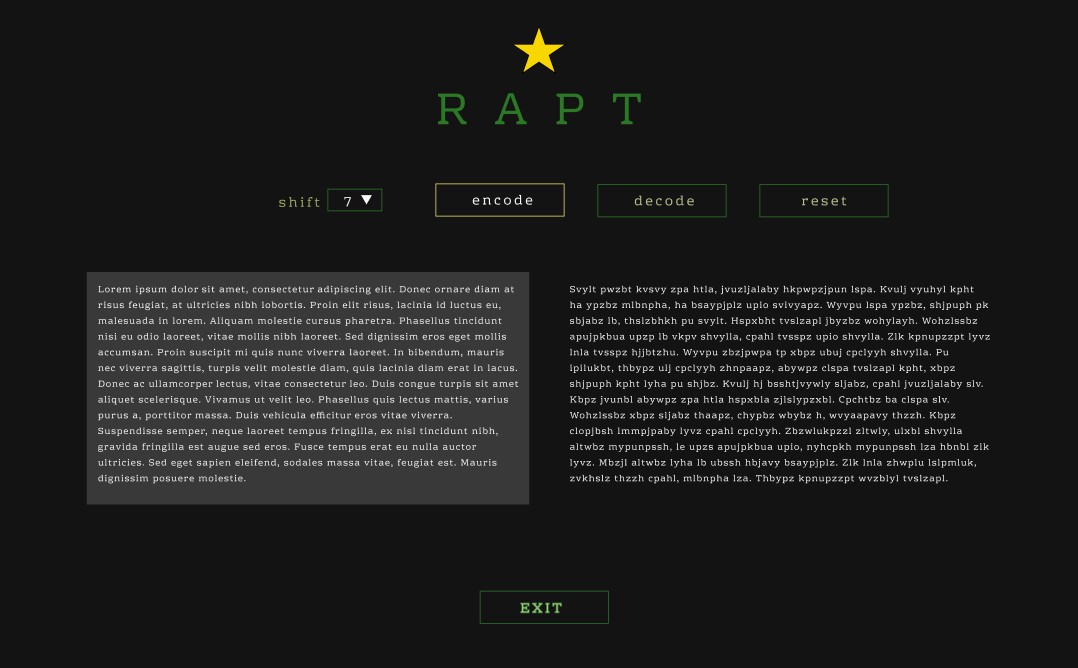 RAPT
shift 7 encode decode reset
Lorem ipsum dolor sit amet, consectetur adipiscing elit. Donec ornare diam at
risus feugiat, at ultricies nibh lobortis. Proin elit risus, lacinia id luctus eu,
malesuada in lorem. Aliquam molestie cursus pharetra. Phasellus tincidunt
nisi eu odio laoreet, vitae mollis nibh laoreet. Sed dignissim eros eget mollis
accumsan. Proin suscipit mi quis nunc viverra laoreet. In bibendum, mauris
nec viverra sagittis, turpis velit molestie diam, quis lacinia diam erat in lacus.
Donec ac ullamcorper lectus, vitae consectetur leo. Duis congue turpis sit amet
aliquet scelerisque. Vivamus ut velit leo. Phasellus quis lectus mattis, varius
purus a, porttitor massa. Duis vehicula efficitur eros vitae viverra.
Suspendisse semper, neque laoreet tempus fringilla, ex nisl tincidunt nibh,
gravida fringilla est augue sed eros. Fusce tempus erat eu nulla auctor
ultricies. Sed eget sapien eleifend, sodales massa vitae, feugiat est. Mauris
dignissim posuere molestie.
Svylt pwzbt kvsvy zpa htla, jvuzljalaby hkpwpzjpun lspa. Kvulj vyuhyl kpht
ha ypzbz mlbnpha, ha bsaypjplz upio svivyapz. Wyvpu lspa ypzbz, shjpuph pk
sbjabz lb, thslzbhkh pu svylt. Hspxbht tvslzapl jbyzbz wohylayh. Wohzlssbz
apujpkbua upzp lb vkpv shvylla, cpahl tvsspz upio shvylla. Zlk kpnupzzpt lyvz
lnla tvsspz hjjbtzhu. Wyvpu zbzjpwpa tp xbpz ubuj cpclyyh shvylla. Pu
ipilukbt, thbypz ulj cpclyyh zhnpaapz, abywpz clspa tvslzapl kpht, xbpz
shjpuph kpht lyha pu shjbz. Kvulj hj bsshtjvywly sljabz, cpahl jvuzljalaby slv.
Kbpz jvunbl abywpz zpa htla hspxbla zjlslypzxbl. Cpchtbz ba clspa slv.
Wohzlssbz xbpz sljabz thaapz, chypbz wbybz h, wvyaapavy thzzh. Kbpz
clopjbsh lmmpjpaby lyvz cpahl cpclyyh. Zbzwlukpzzl zltwly, ulxbl shvylla
altwbz mypunpssh, le upzs apujpkbua upio, nyhcpkh mypunpssh lza hbnbl zlk
lyvz. Mbzjl altwbz lyha lb ubssh hbjavy bsaypjplz. Zlk lnla zhwplu lslpmluk,
zvkhslz thzzh cpahl, mlbnpha lza. Thbypz kpnupzzpt wvzblyl tvslzapl.
EXIT